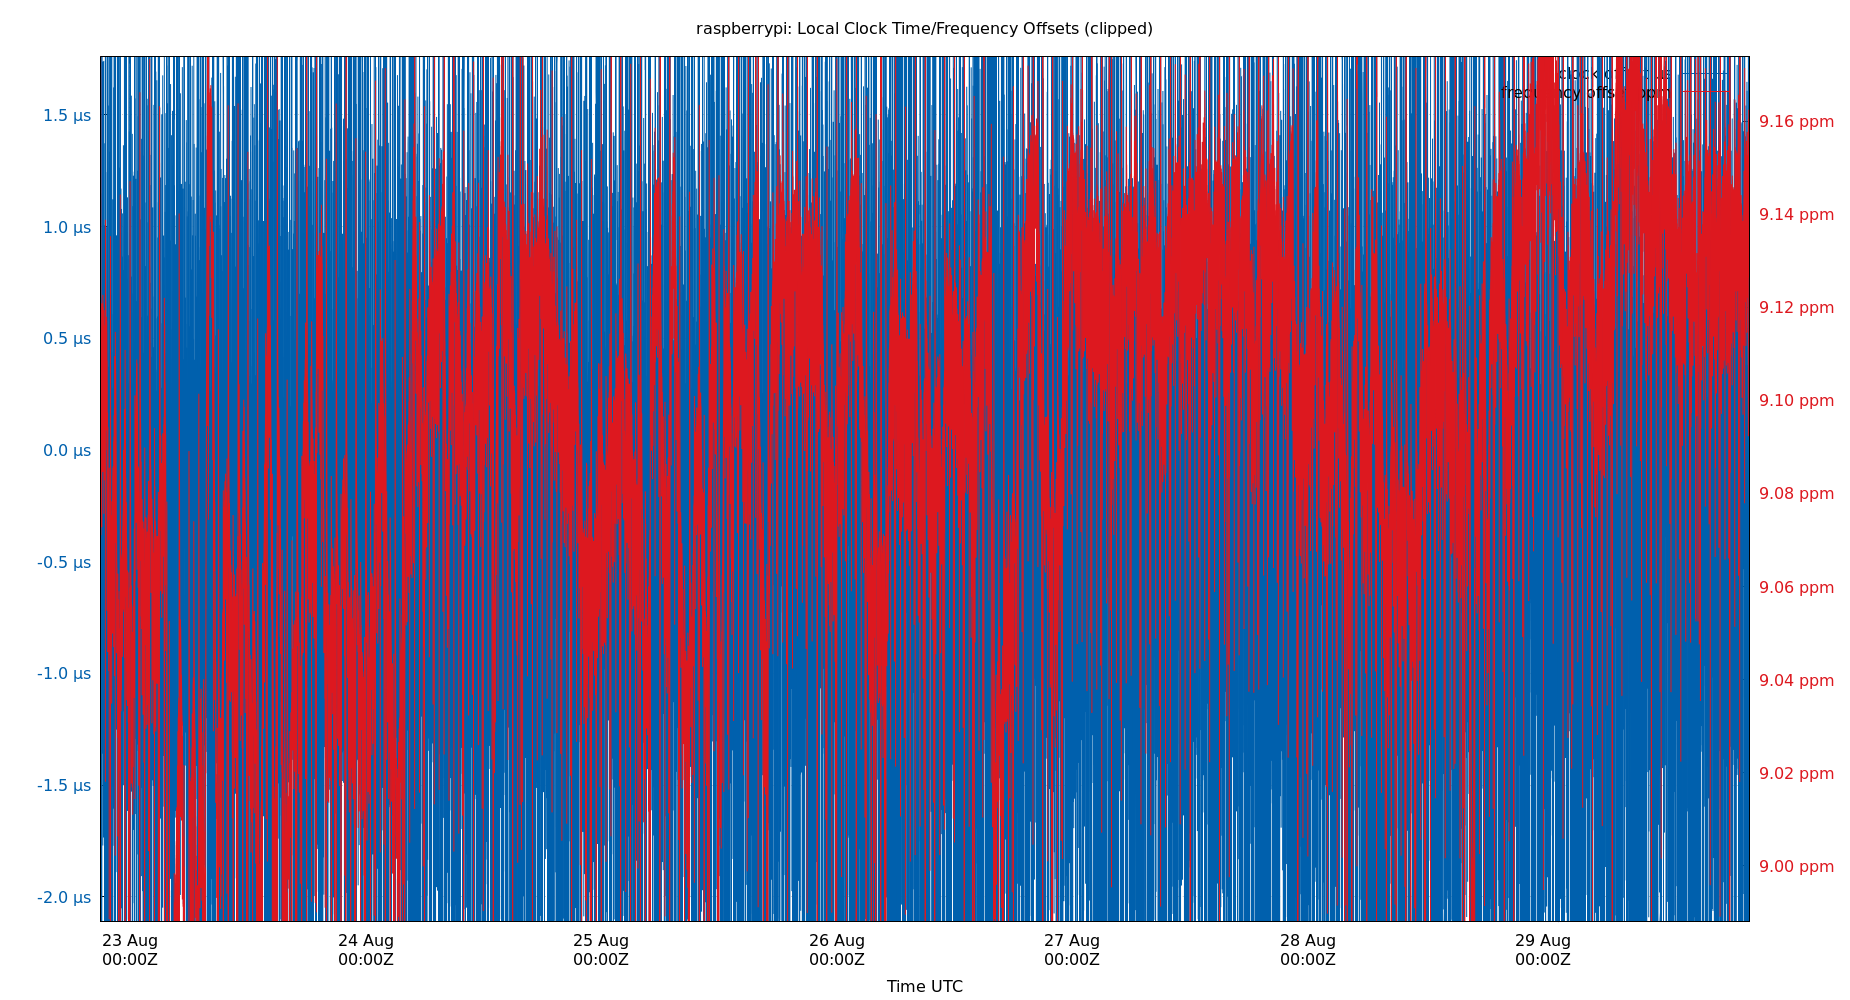 raspberrypi: Local Clock Time/Frequency Offsets (clipped)
1.5 µs
1.0 µs
0.5 µs
0.0 µs
-0.5 µs
-1.0 µs
-1.5 µs
-2.0 µs
9.16 ppm
9.14 ppm
9.12 ppm
9.10 ppm
9.08 ppm
9.06 ppm
9.04 ppm
9.02 ppm
9.00 ppm
23 Aug
00:00Z
24 Aug
00:00Z
25 Aug
00:00Z
26 Aug
00:00Z
27 Aug
00:00Z
28 Aug
00:00Z
29 Aug
00:00Z
Time UTC